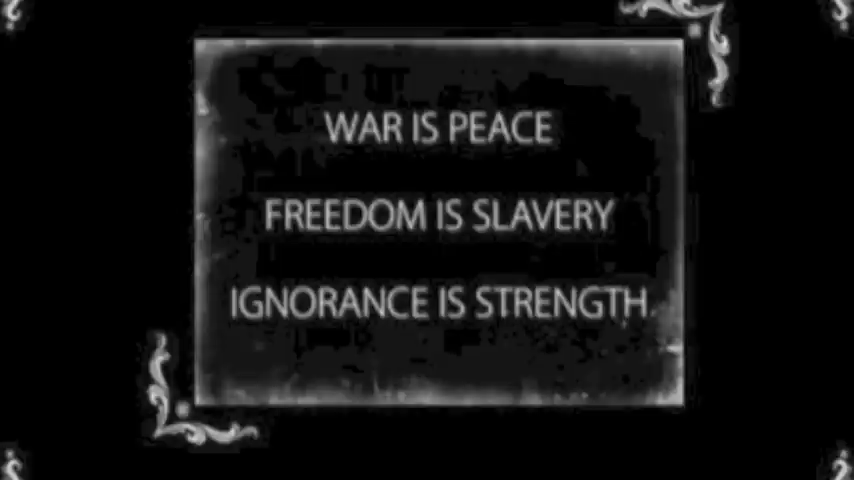 WAR IS PEACE
FREEDOM IS SLAVERY
IGNORANCE IS STRENGTH